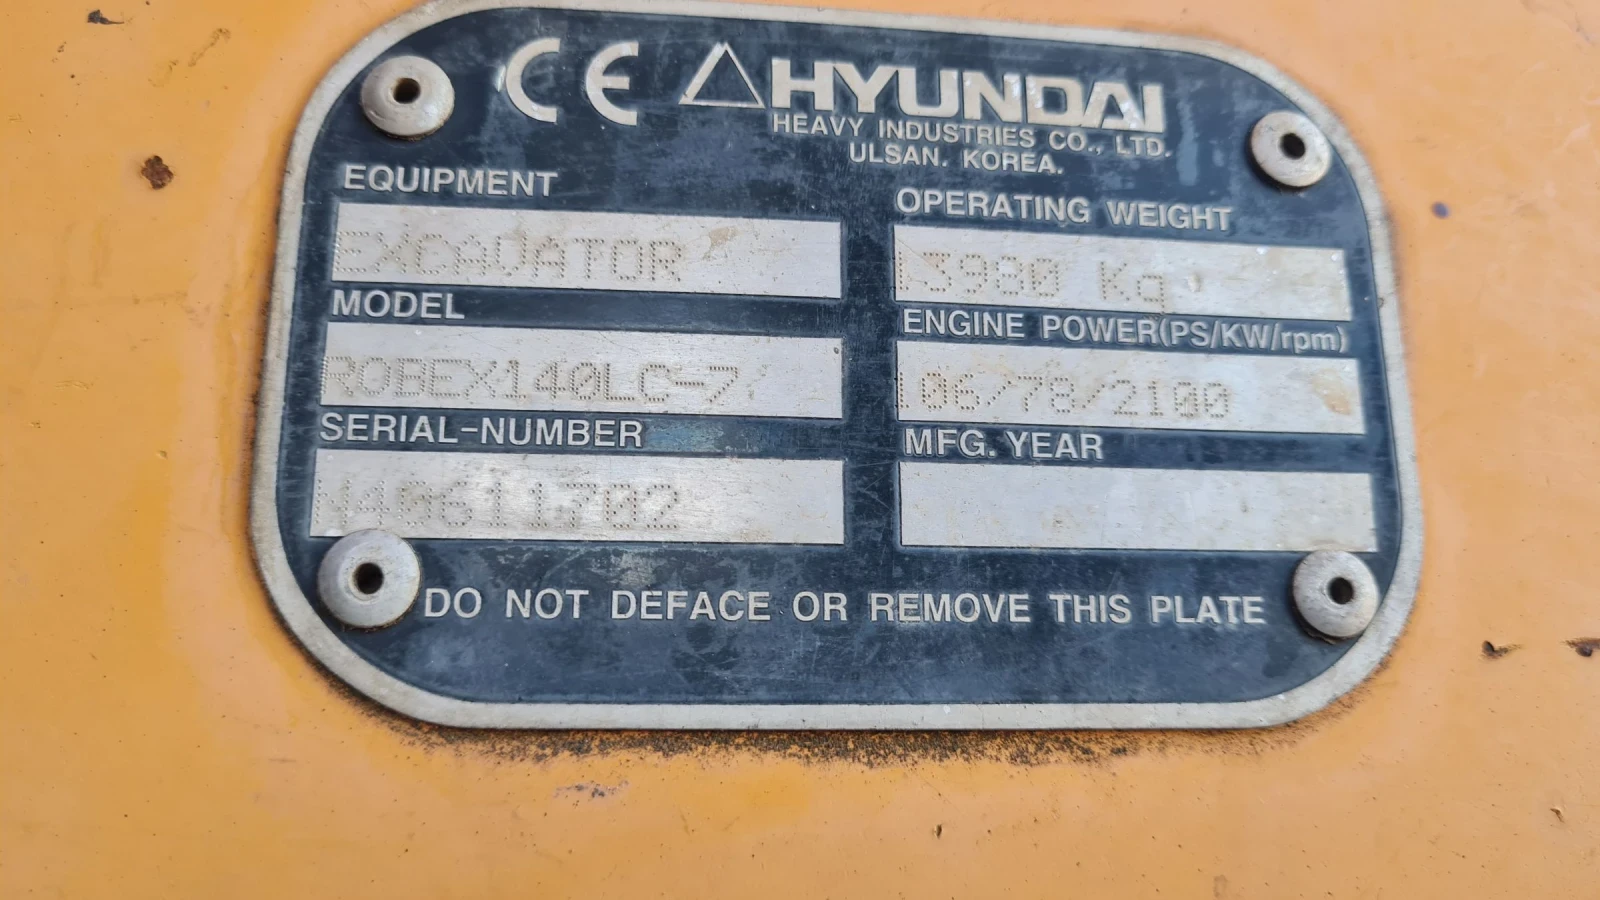 CE HYUNDAI
HEAVY INDUSTRIES CO., LTD.
ULSAN. KOREA.
EQUIPMENT
EXCAVATOR
OPERATING WEIGHT
13980 Kg
MODEL
ROBEX140LC-7
ENGINE POWER(PS/KW/rpm)
106/78/2100
SERIAL-NUMBER
N40611702
MFG. YEAR
DO NOT DEFACE OR REMOVE THIS PLATE